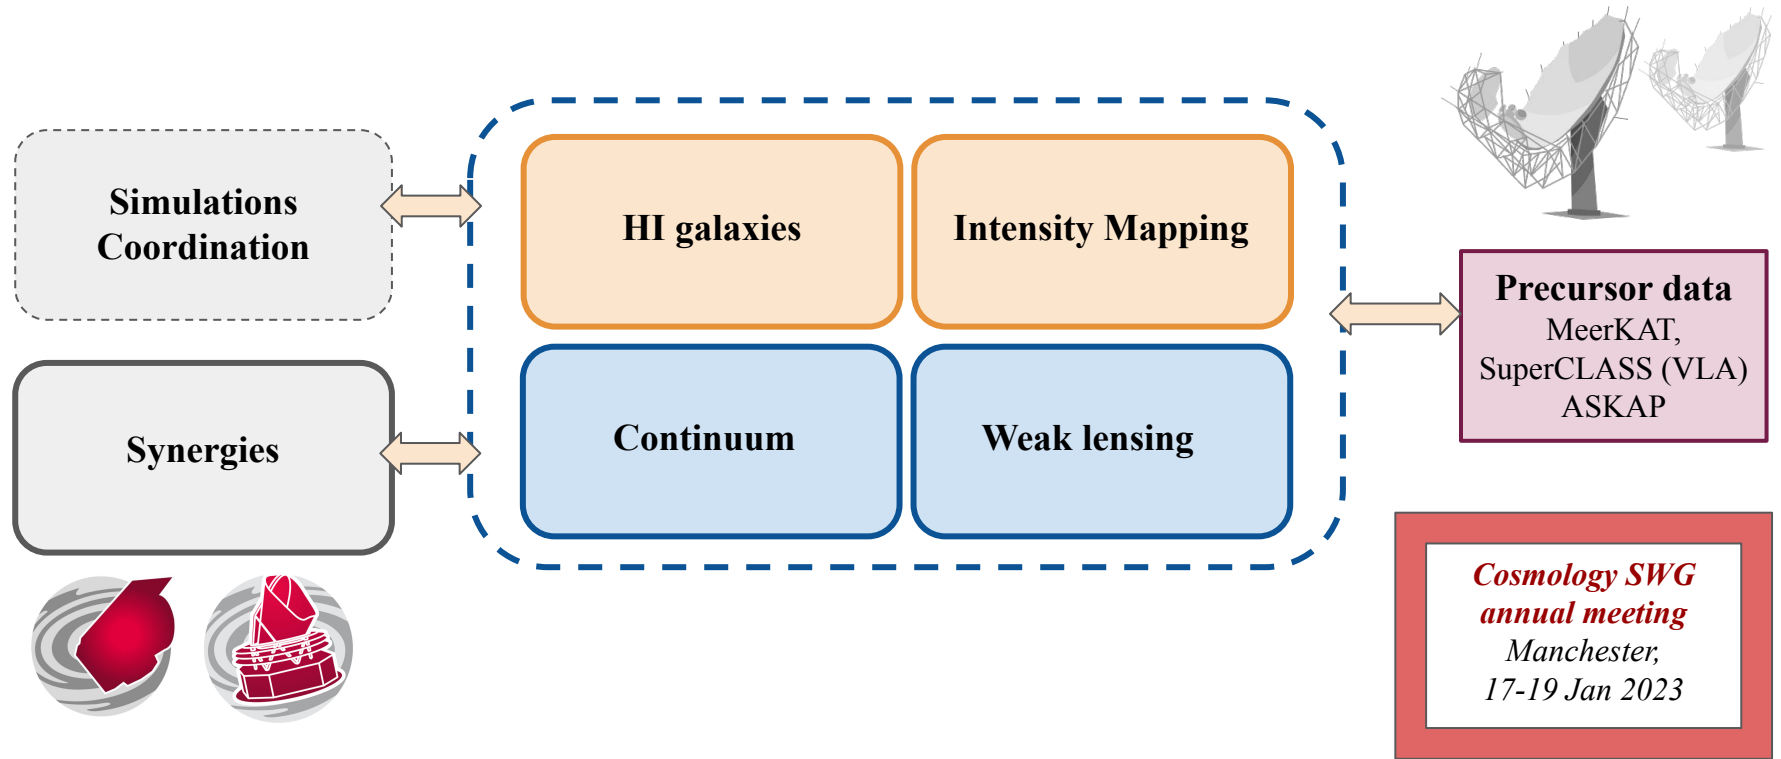 Simulations
Coordination
Synergies
HI galaxies
Intensity Mapping
Continuum
Weak lensing
Precursor data
MeerKAT,
SuperCLASS (VLA)
ASKAP
Cosmology SWG
annual meeting
Manchester,
17-19 Jan 2023